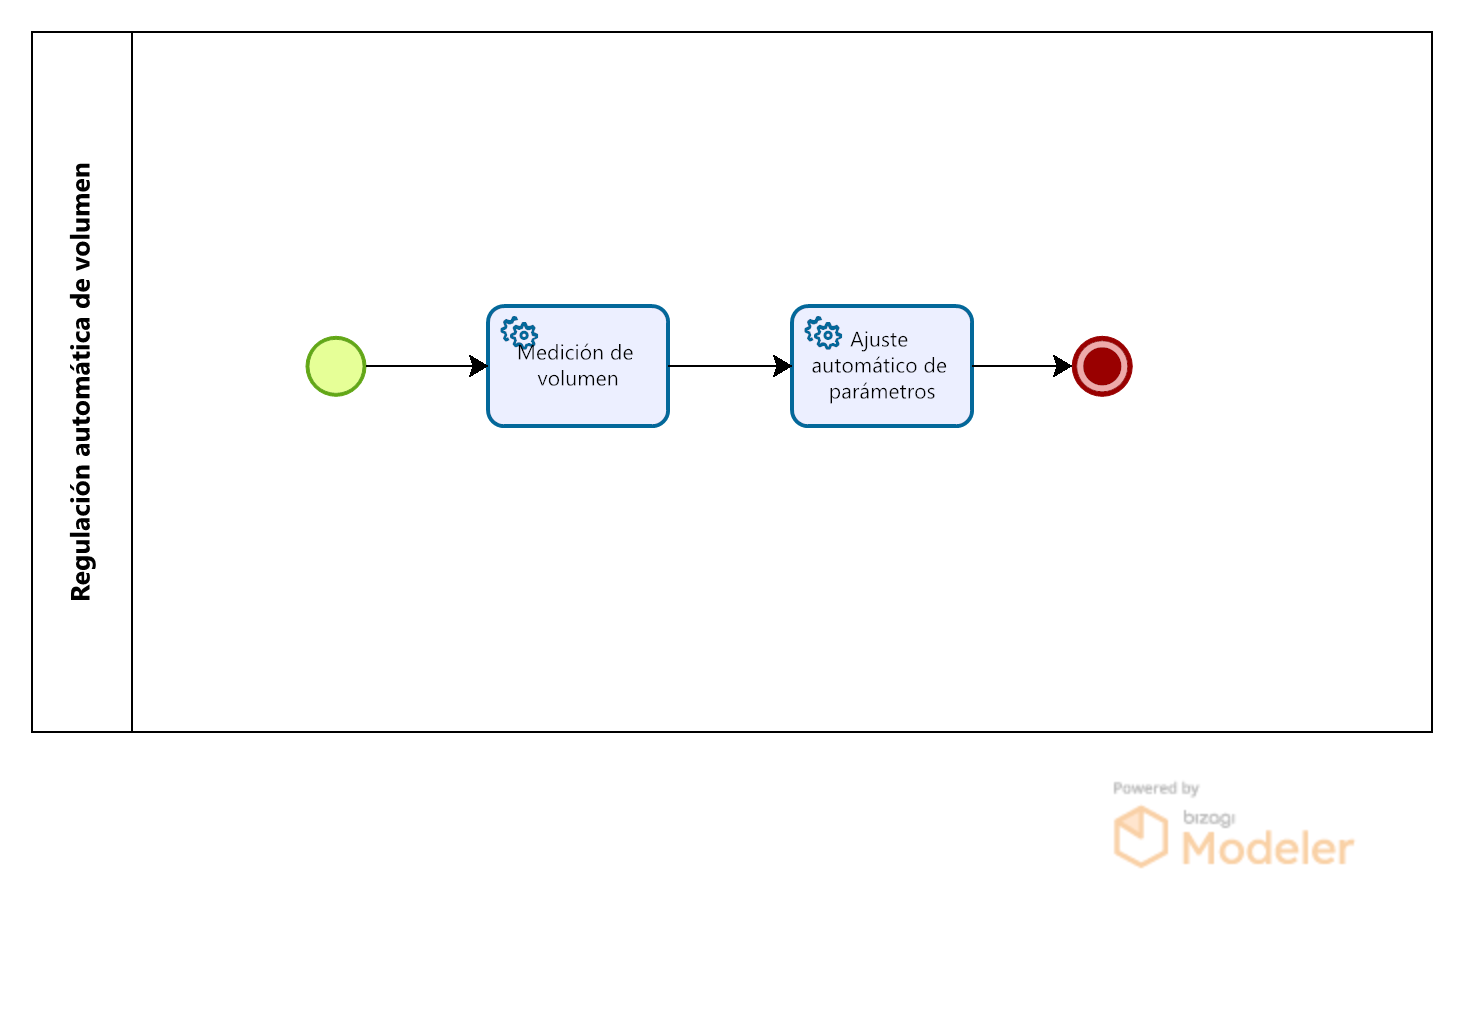 Regulación automática de volumen
Medición de
volumen
Ajuste
automático de
parámetros
Powered by
bizagi
Modeler